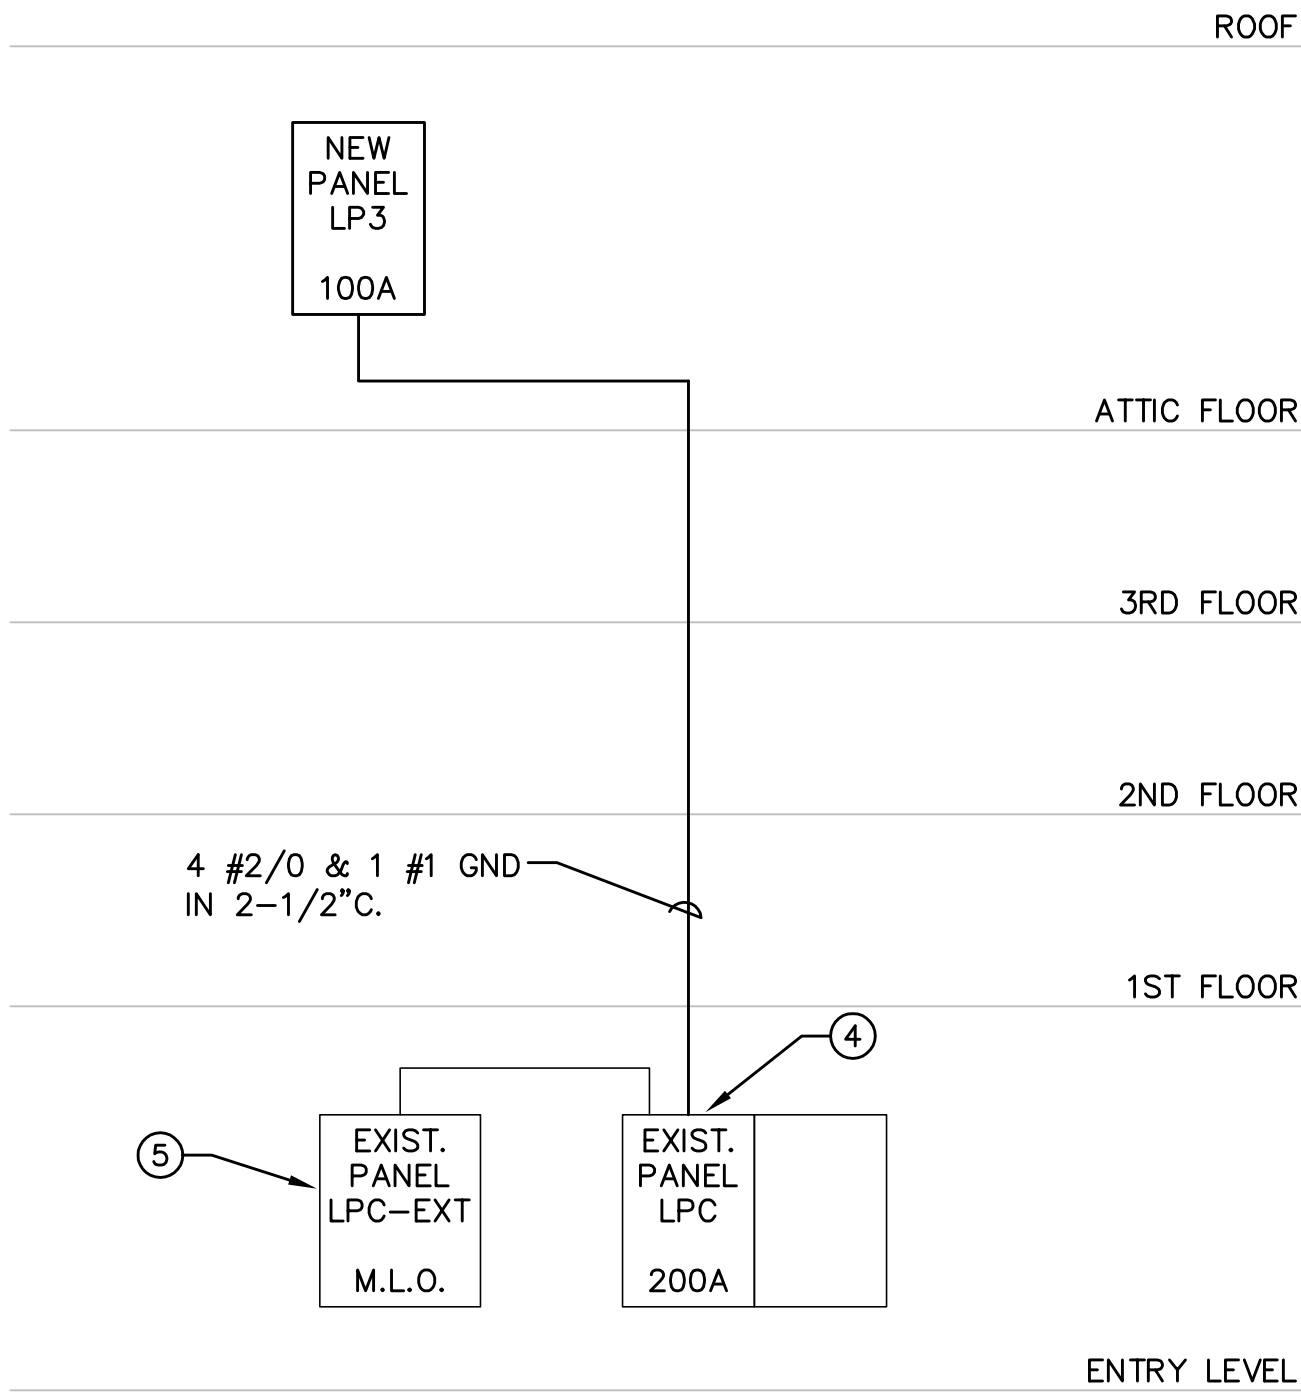 ROOF
NEW
PANEL
LP3
100A
ATTIC FLOOR
3RD FLOOR
2ND FLOOR
4 #2/0 & 1 #1 GND
IN 2-1/2"C.
1ST FLOOR
4
5
EXIST.
PANEL
LPC-EXT
M.L.O.
EXIST.
PANEL
LPC
200A
ENTRY LEVEL